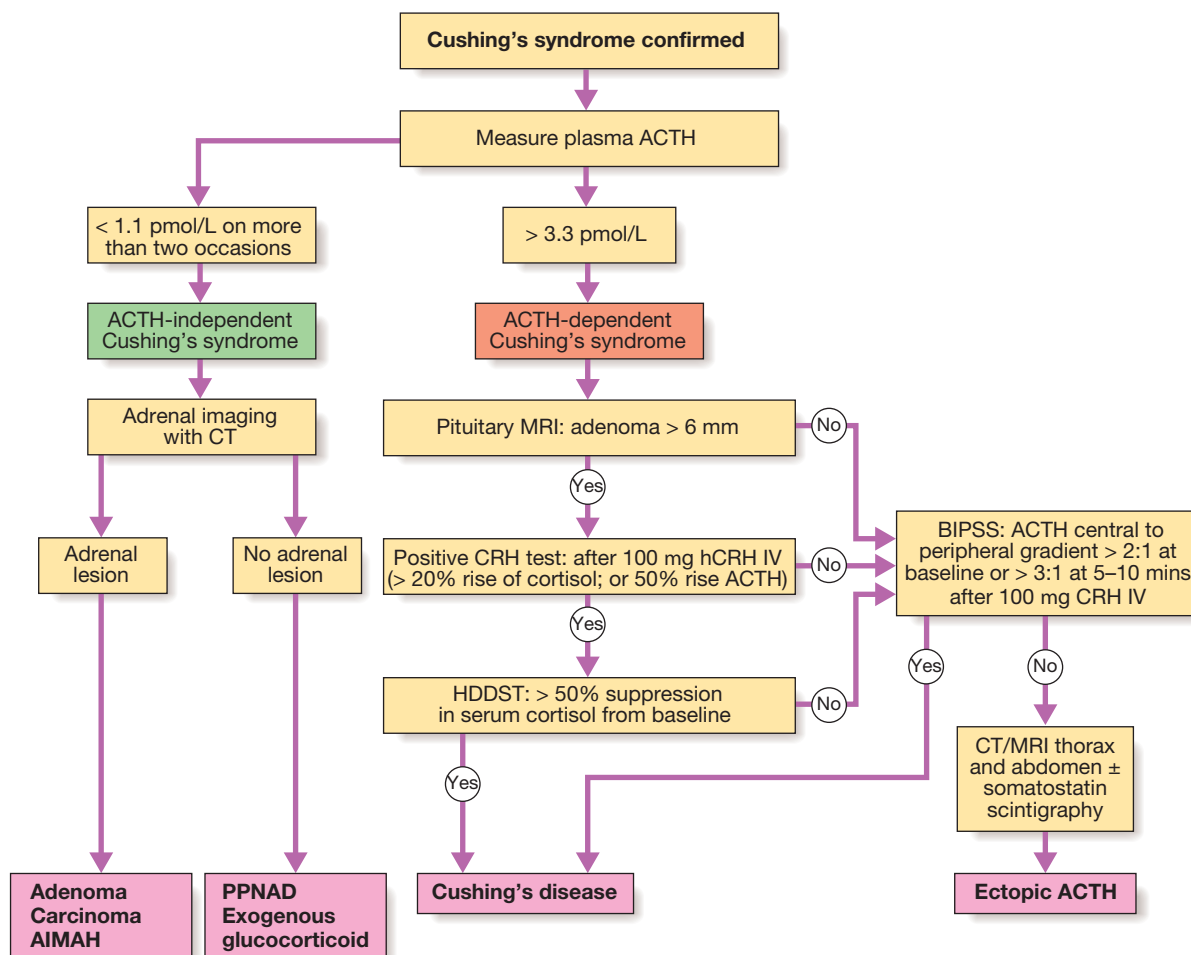 Cushing's syndrome confirmed
Measure plasma ACTH
< 1.1 pmol/L on more
than two occasions
> 3.3 pmol/L
ACTH-independent
Cushing's syndrome
ACTH-dependent
Cushing's syndrome
Adrenal imaging
with CT
Pituitary MRI: adenoma > 6 mm
No
Yes
Adrenal
lesion
No adrenal
lesion
Positive CRH test: after 100 mg hCRH IV
(> 20% rise of cortisol; or 50% rise ACTH)
No
BIPSS: ACTH central to
peripheral gradient > 2:1 at
baseline or > 3:1 at 5–10 mins
after 100 mg CRH IV
Yes
Yes
No
HDDST: > 50% suppression
in serum cortisol from baseline
No
Yes
CT/MRI thorax
and abdomen ±
somatostatin
scintigraphy
Adenoma
Carcinoma
AIMAH
PPNAD
Exogenous
glucocorticoid
Cushing's disease
Ectopic ACTH